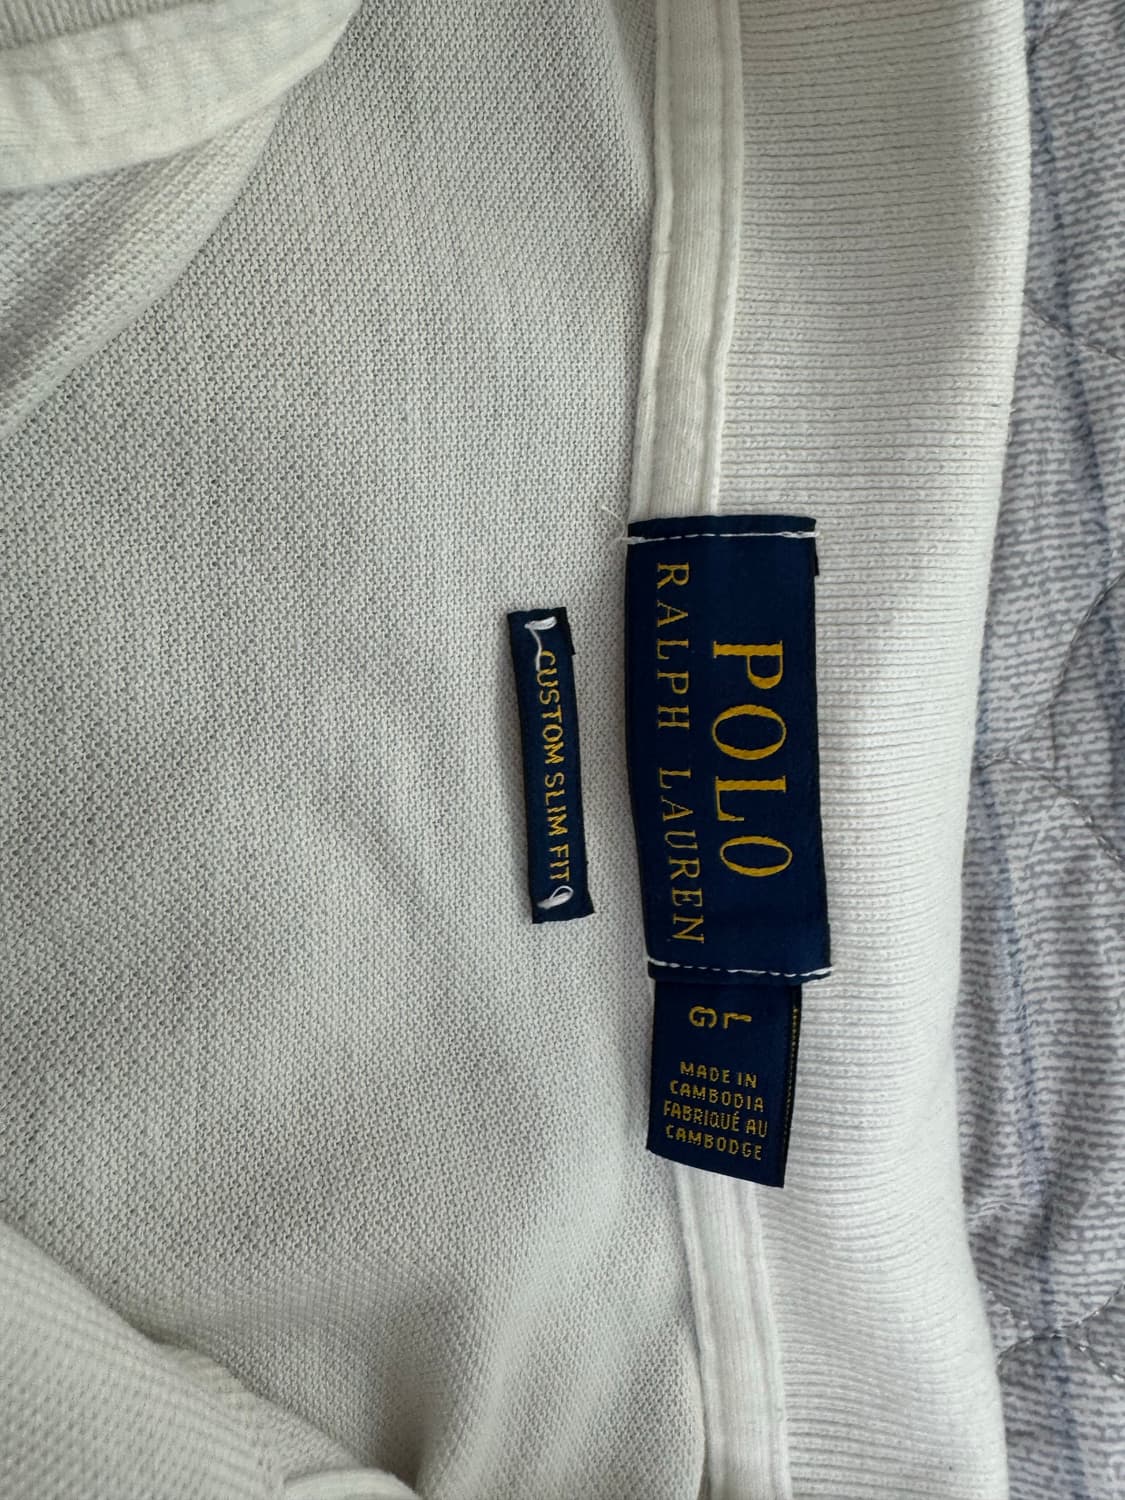 POLO
RALPH LAUREN
CUSTOM SLIM FIT
L
G
MADE IN
CAMBODIA
FABRIQUÉ AU
CAMBODGE